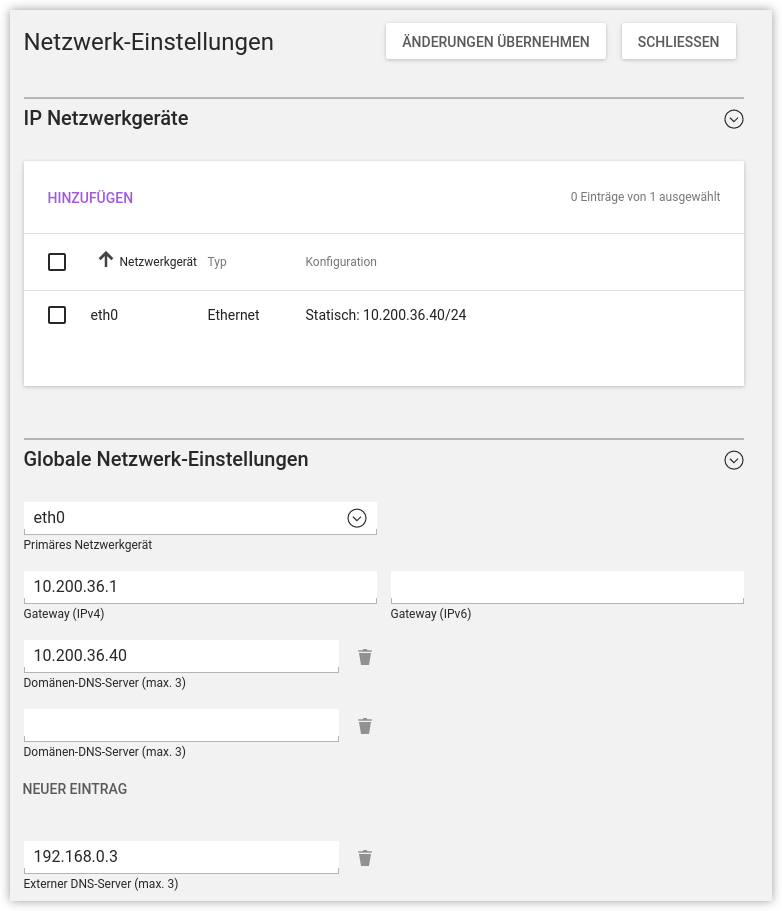 Netzwerk-Einstellungen
ÄNDERUNGEN ÜBERNEHMEN
SCHLIESSEN
IP Netzwerkgeräte
HINZUFÜGEN
0 Einträge von 1 ausgewählt
Netzwerkgerät Typ Konfiguration
eth0 Ethernet Statisch: 10.200.36.40/24
Globale Netzwerk-Einstellungen
eth0
Primäres Netzwerkgerät
10.200.36.1
Gateway (IPv4)
Gateway (IPv6)
10.200.36.40
Domänen-DNS-Server (max. 3)
Domänen-DNS-Server (max. 3)
NEUER EINTRAG
192.168.0.3
Externer DNS-Server (max. 3)